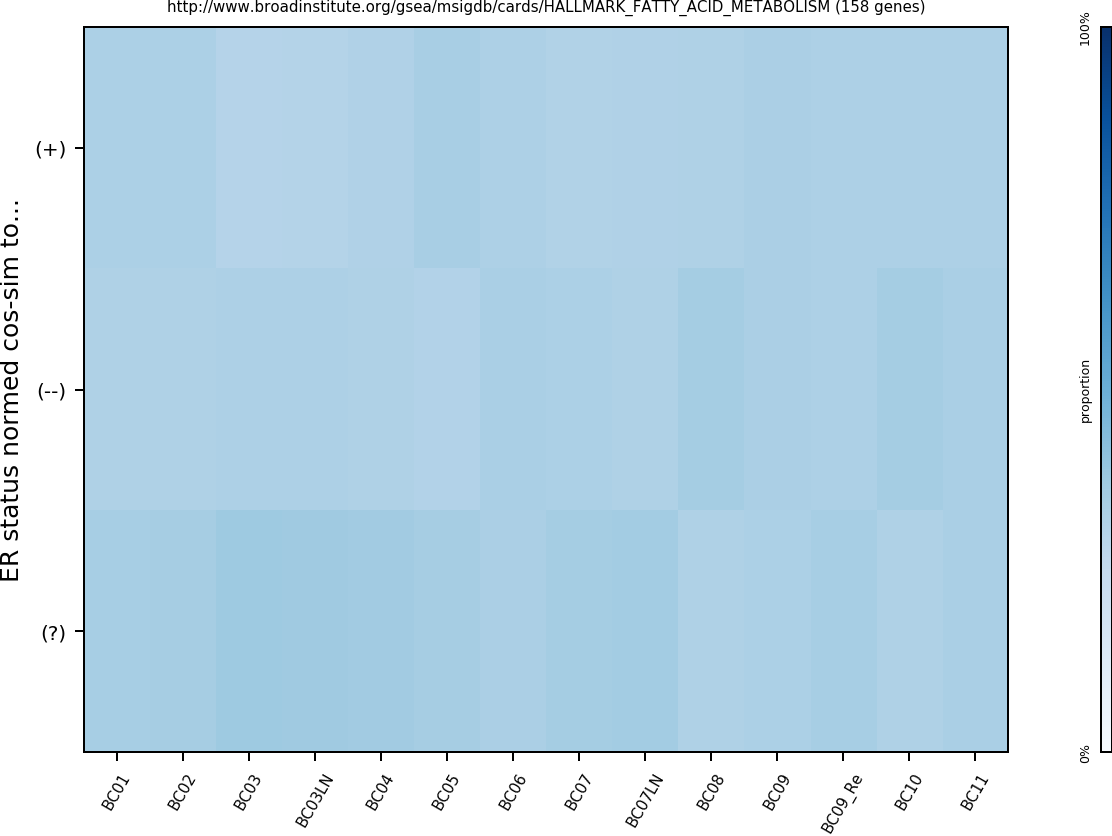 http://www.broadinstitute.org/gsea/msigdb/cards/HALLMARK_FATTY_ACID_METABOLISM (158 genes)
ER status normed cos-sim to...
(+)
(--)
(?)
BC01
BC02
BC03
BC03LN
BC04
BC05
BC06
BC07
BC07LN
BC08
BC09
BC09_Re
BC10
BC11
100%
proportion
0%